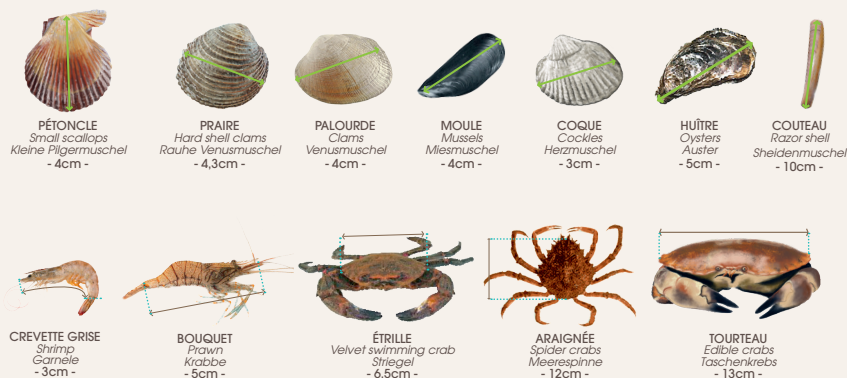 PÉTONCLE
Small scallops
Kleine Pilgermuschel
- 4cm -
PRAIRE
Hard shell clams
Rauhe Venusmuschel
- 4,3cm -
PALOURDE
Clams
Venusmuschel
- 4cm -
MOULE
Mussels
Miesmuschel
- 4cm -
COQUE
Cockles
Herzmuschel
- 3cm -
HUÎTRE
Oysters
Auster
- 5cm -
COUTEAU
Razor shell
Sheidenmuschel
- 10cm -
CREVETTE GRISE
Shrimp
Garnele
- 3cm -
BOUQUET
Prawn
Krabbe
- 5cm -
ÉTRILLE
Velvet swimming crab
Striegel
- 6,5cm -
ARAIGNÉE
Spider crabs
Meerespinne
- 12cm -
TOURTEAU
Edible crabs
Taschenkrebs
- 13cm -